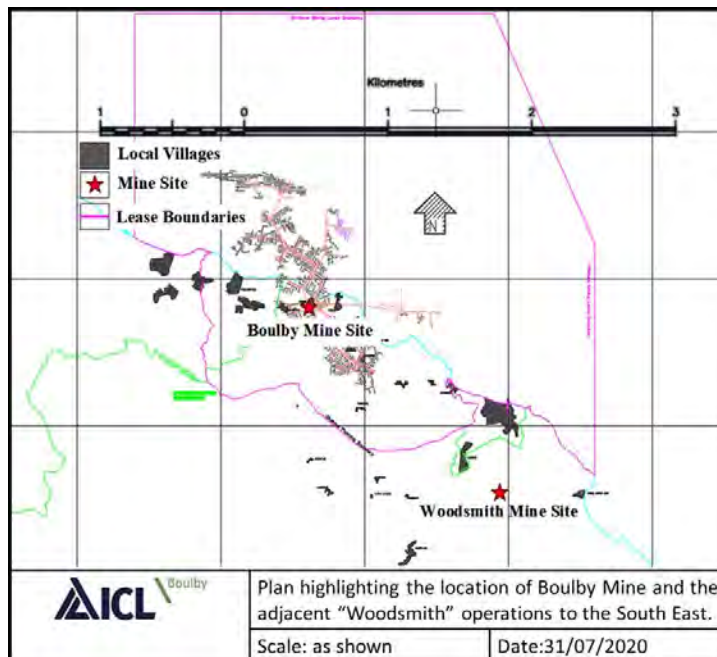 Kilometres
1 0 1 2 3
Local Villages
Mine Site
Lease Boundaries
N
Boulby Mine Site
Woodsmith Mine Site
ICL
Boulby
Plan highlighting the location of Boulby Mine and the
adjacent “Woodsmith” operations to the South East.
Scale: as shown
Date:31/07/2020